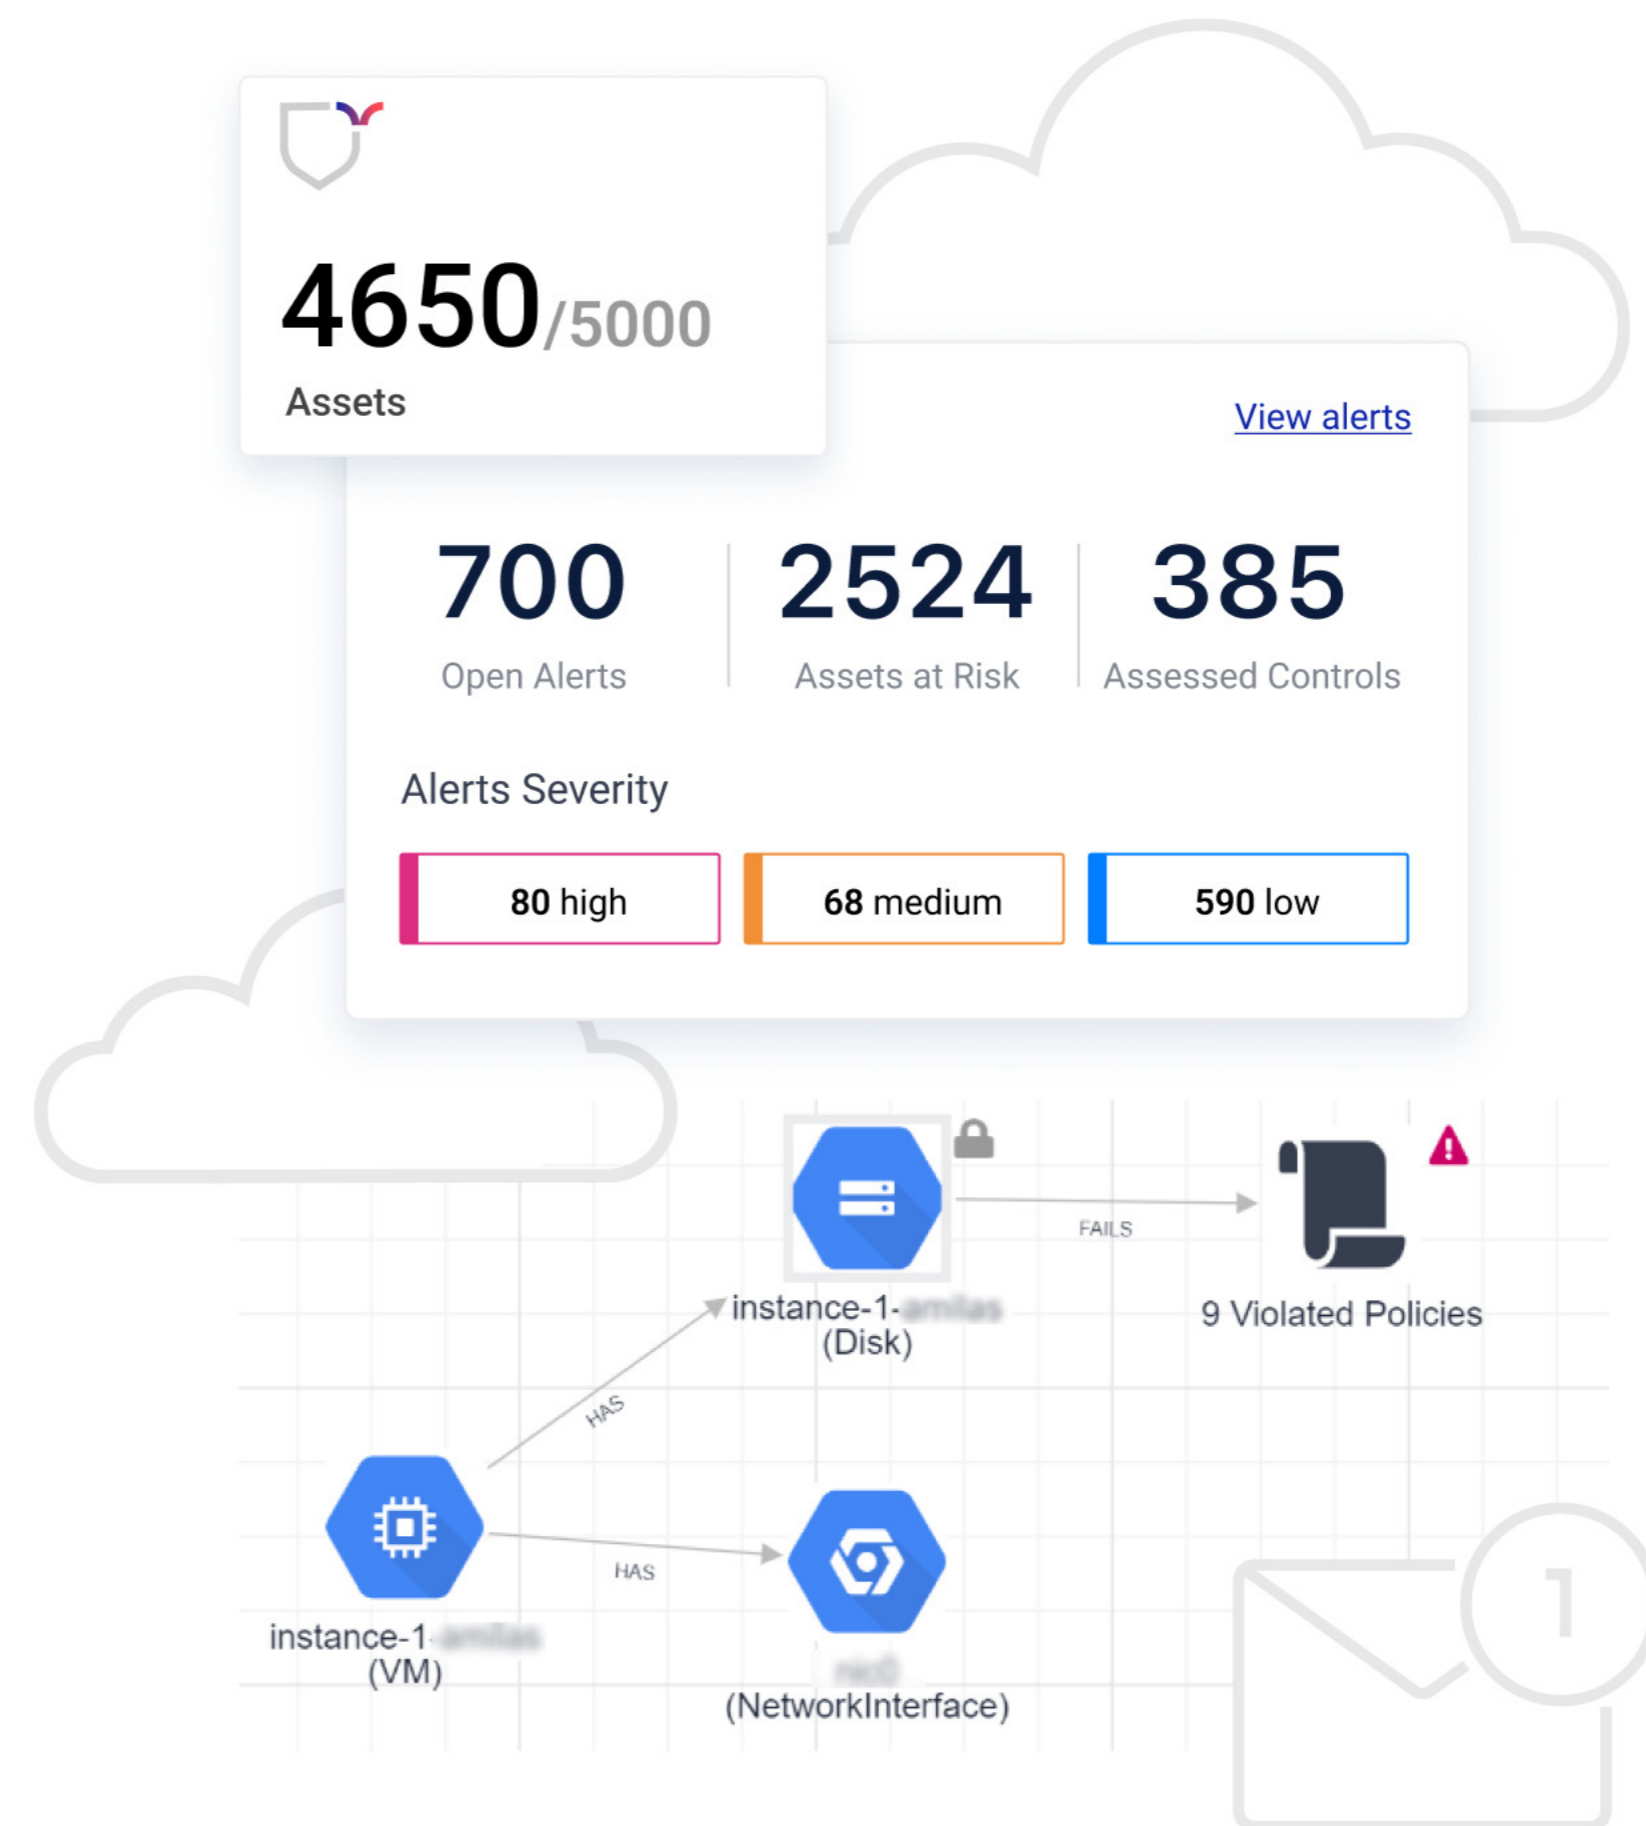 4650/5000
Assets
View alerts
700
2524
385
Open Alerts
Assets at Risk
Assessed Controls
Alerts Severity
80 high
68 medium
590 low
FAILS
instance-1-
(Disk)
9 Violated Policies
HAS
HAS
instance-1-
(VM)
(NetworkInterface)
1